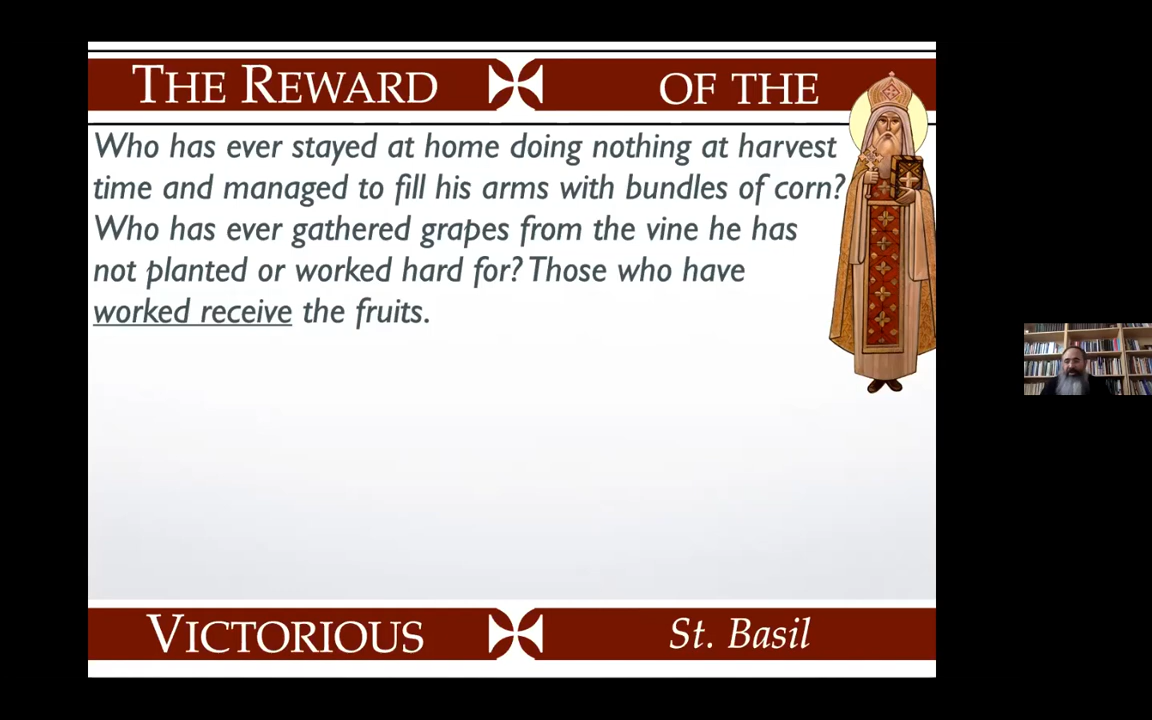 THE REWARD OF THE
Who has ever stayed at home doing nothing at harvest
time and managed to fill his arms with bundles of corn?
Who has ever gathered grapes from the vine he has
not planted or worked hard for? Those who have
worked receive the fruits.
VICTORIOUS St. Basil